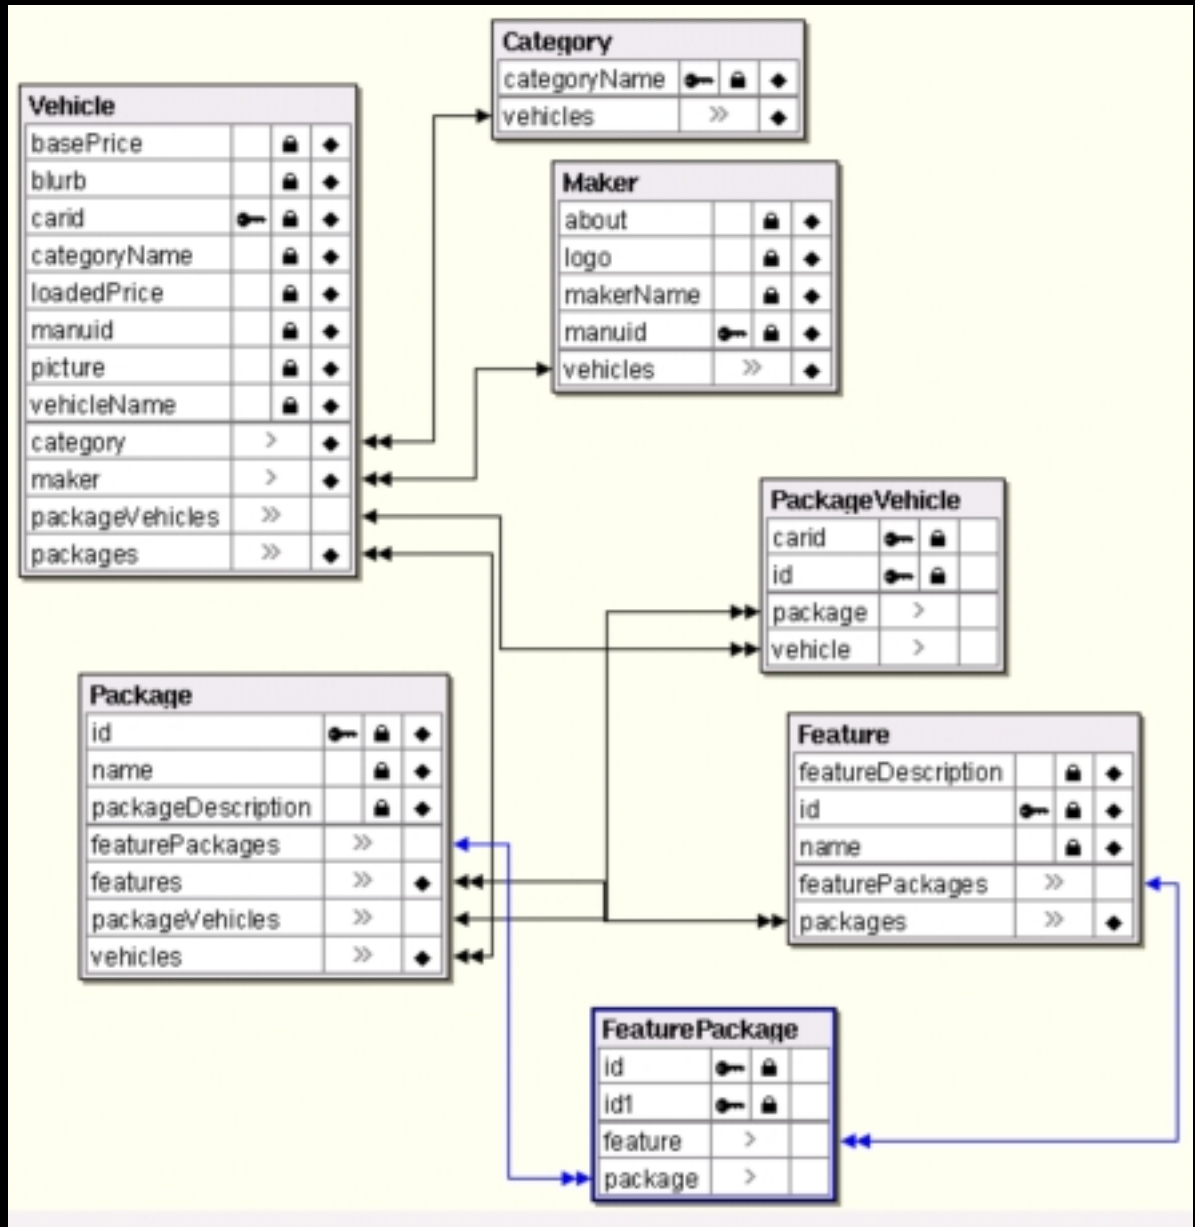 Category
categoryName
vehicles
Vehicle
basePrice
blurb
carid
categoryName
loadedPrice
manuid
picture
vehicleName
category
maker
packageVehicles
packages
Maker
about
logo
makerName
manuid
vehicles
PackageVehicle
carid
id
package
vehicle
Package
id
name
packageDescription
featurePackages
features
packageVehicles
vehicles
Feature
featureDescription
id
name
featurePackages
packages
FeaturePackage
id
id1
feature
package